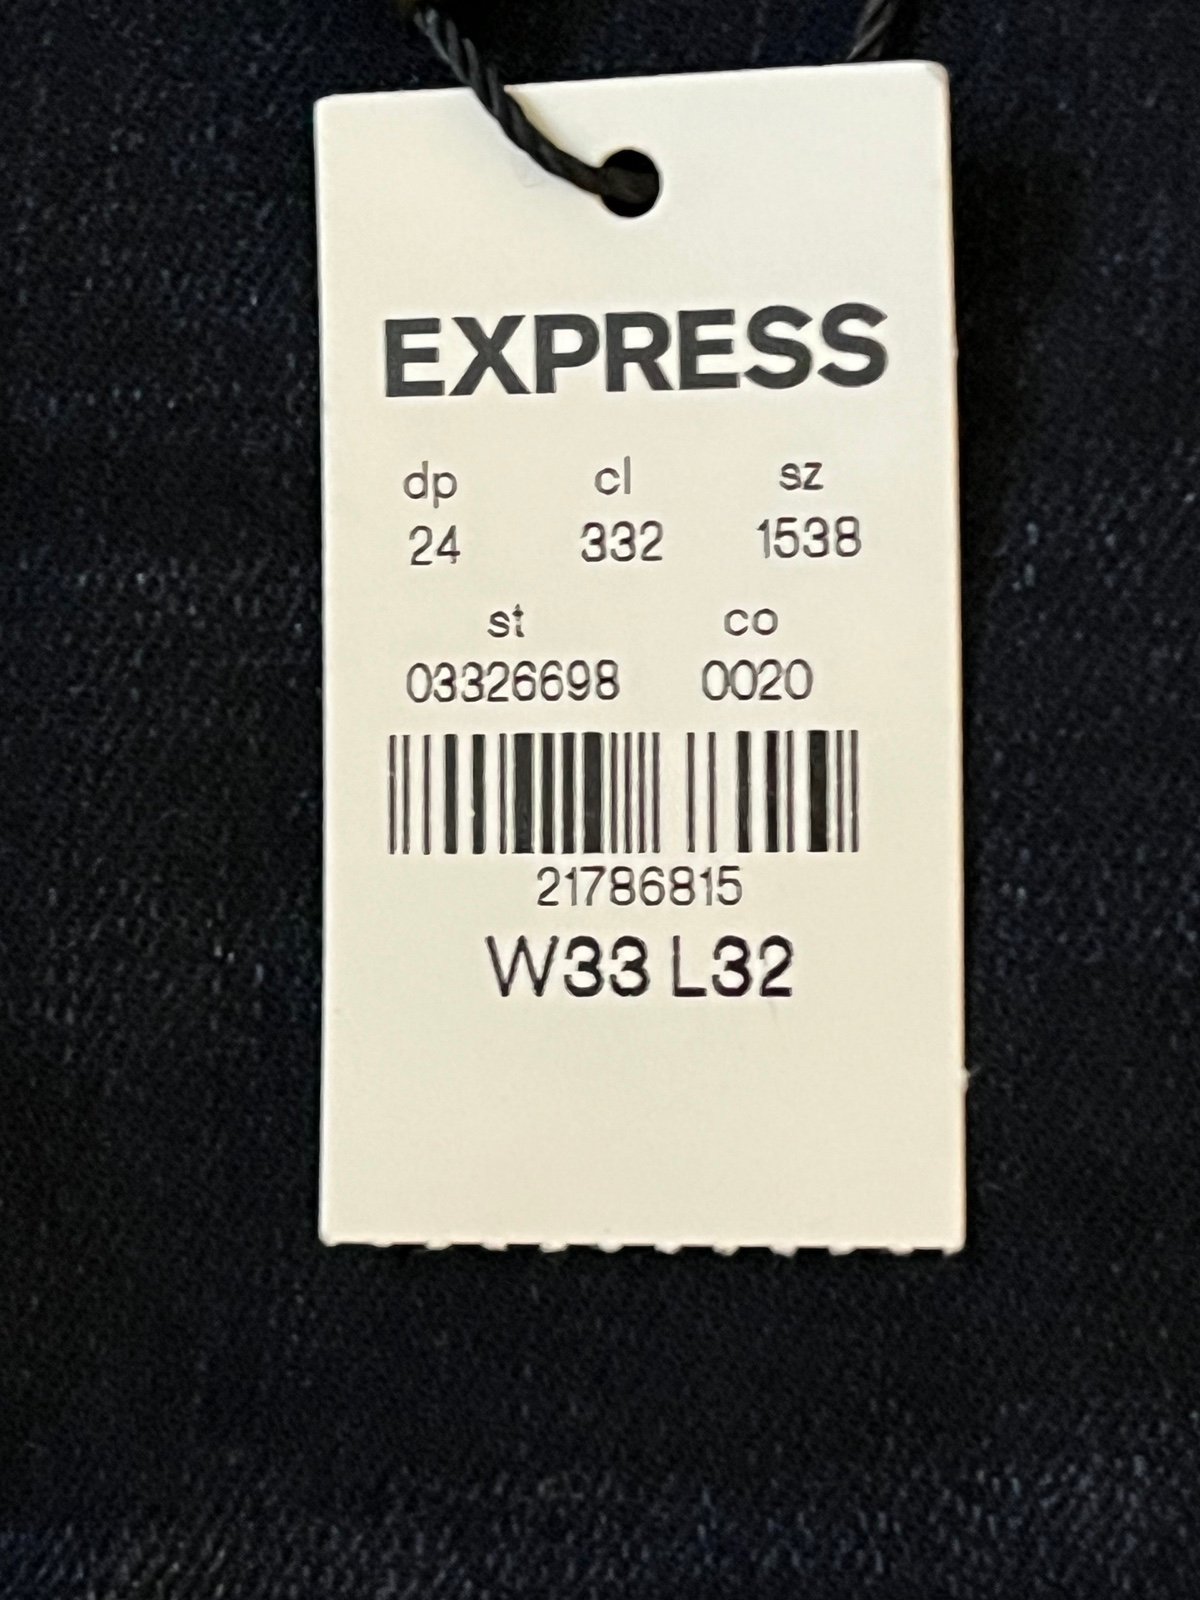 EXPRESS
dp cl sz
24 332 1538
st co
03326698 0020
21786815
W33 L32